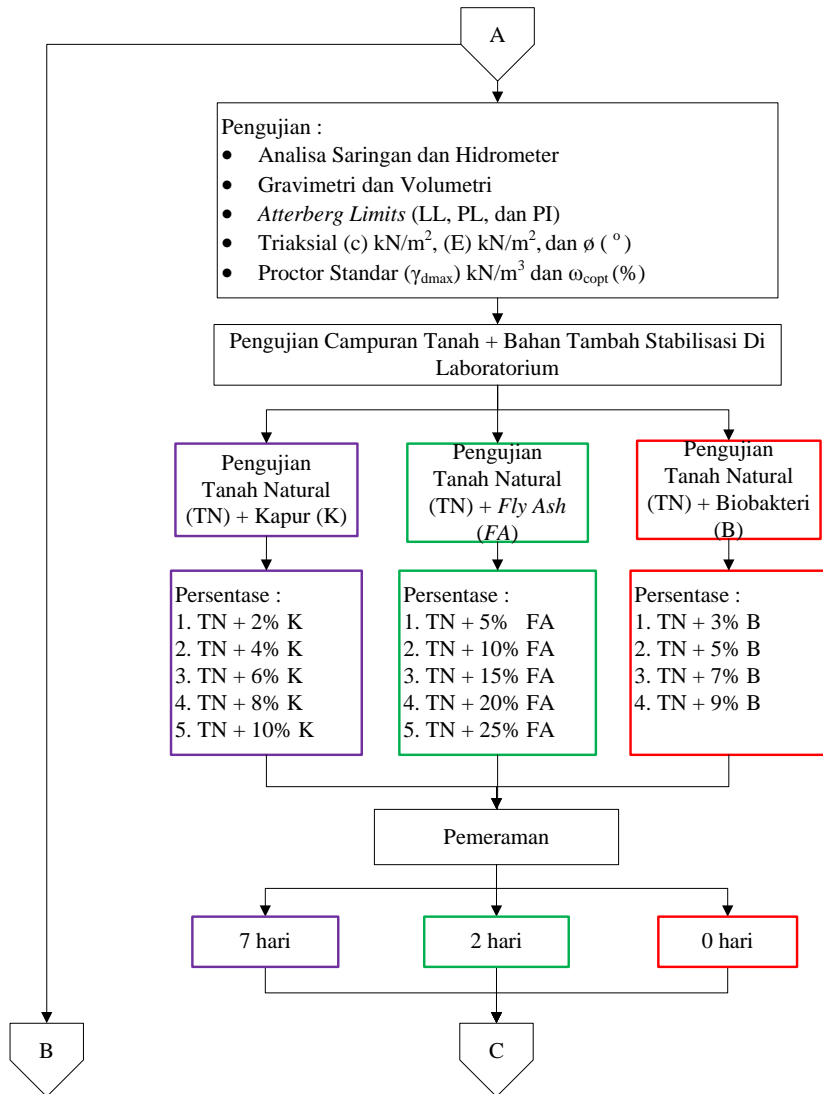 A
Pengujian :
• Analisa Saringan dan Hidrometer
• Gravimetri dan Volumetri
• Atterberg Limits (LL, PL, dan PI)
• Triaksial (c) kN/m², (E) kN/m², dan ø ( º )
• Proctor Standar (γdmax) kN/m³ dan ωcopt (%)
Pengujian Campuran Tanah + Bahan Tambah Stabilisasi Di
Laboratorium
Pengujian
Tanah Natural
(TN) + Kapur (K)
Pengujian
Tanah Natural
(TN) + Fly Ash
(FA)
Pengujian
Tanah Natural
(TN) + Biobakteri
(B)
Persentase :
1. TN + 2% K
2. TN + 4% K
3. TN + 6% K
4. TN + 8% K
5. TN + 10% K
Persentase :
1. TN + 5% FA
2. TN + 10% FA
3. TN + 15% FA
4. TN + 20% FA
5. TN + 25% FA
Persentase :
1. TN + 3% B
2. TN + 5% B
3. TN + 7% B
4. TN + 9% B
Pemeraman
7 hari
2 hari
0 hari
B
C